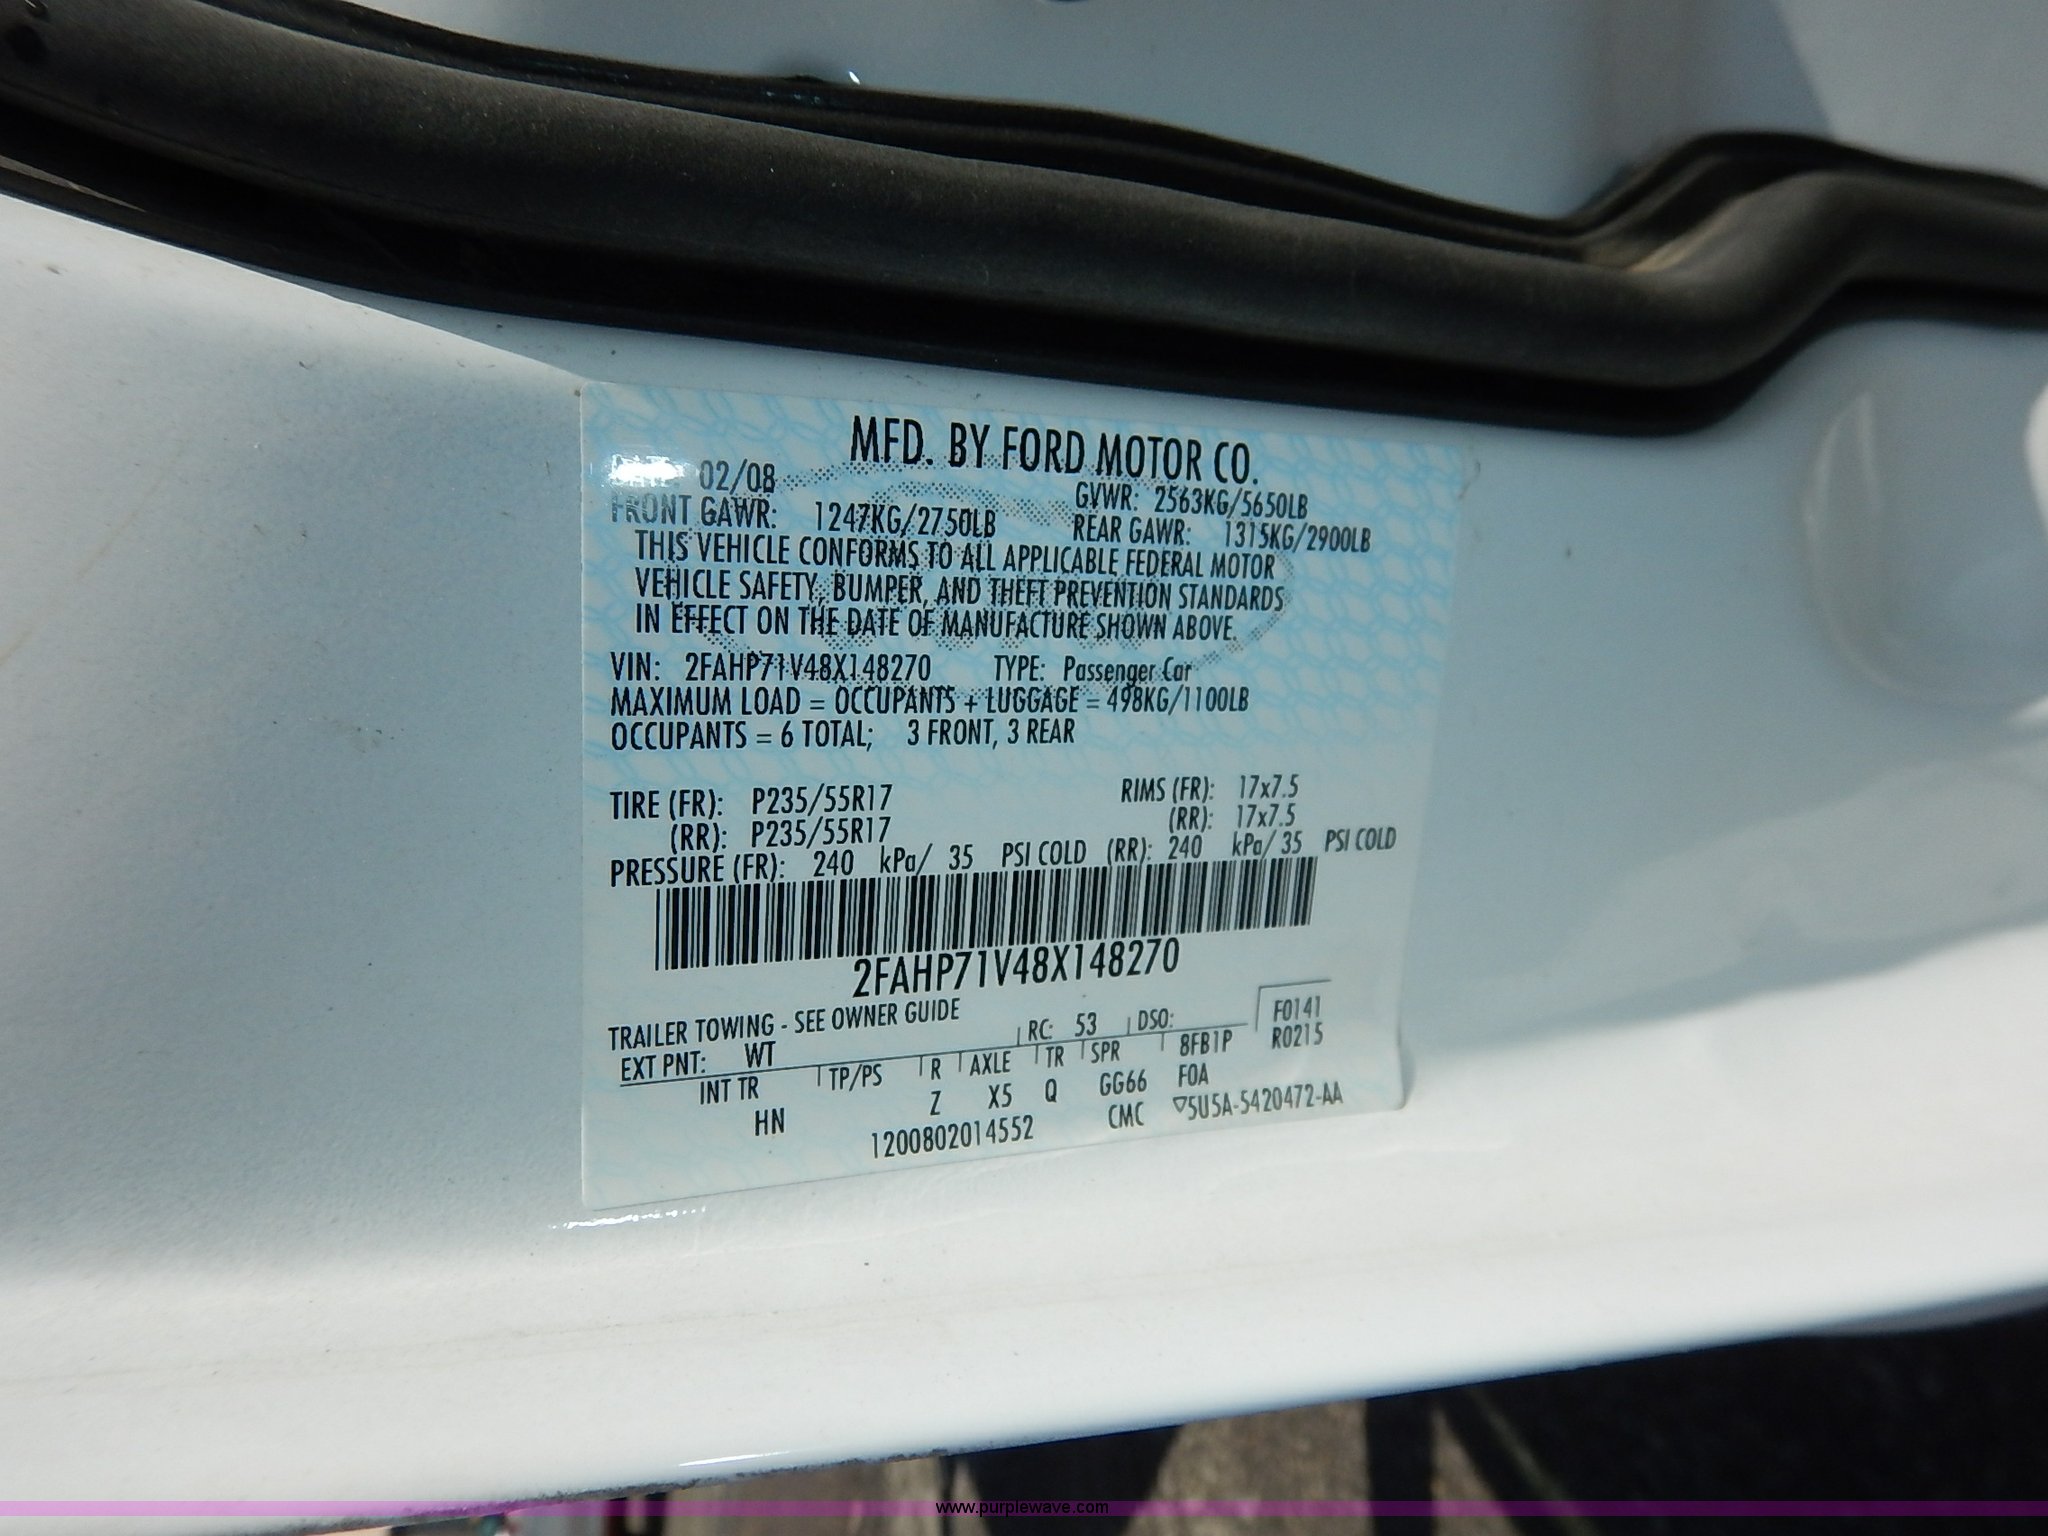 MFD. BY FORD MOTOR CO.
02/08 GVWR: 2563KG/5650LB
FRONT GAWR: 1247KG/2750LB REAR GAWR: 1315KG/2900LB
THIS VEHICLE CONFORMS TO ALL APPLICABLE FEDERAL MOTOR
VEHICLE SAFETY, BUMPER, AND THEFT PREVENTION STANDARDS
IN EFFECT ON THE DATE OF MANUFACTURE SHOWN ABOVE.
VIN: 2FAHP71V48X148270 TYPE: Passenger Car
MAXIMUM LOAD = OCCUPANTS + LUGGAGE = 498KG/1100LB
OCCUPANTS = 6 TOTAL; 3 FRONT, 3 REAR
TIRE (FR): P235/55R17 RIMS (FR): 17x7.5
(RR): P235/55R17 (RR): 17x7.5
PRESSURE (FR): 240 kPa/ 35 PSI COLD (RR): 240 kPa/ 35 PSI COLD
2FAHP71V48X148270
TRAILER TOWING - SEE OWNER GUIDE
F0141
EXT PNT: WT RC: 53 DSO: R0215
INT TR TP/PS R AXLE TR SPR 8FB1P
HN Z X5 Q GG66 F0A
1200802014552 CMC ▽5U5A-5420472-AA
www.purplewave.com